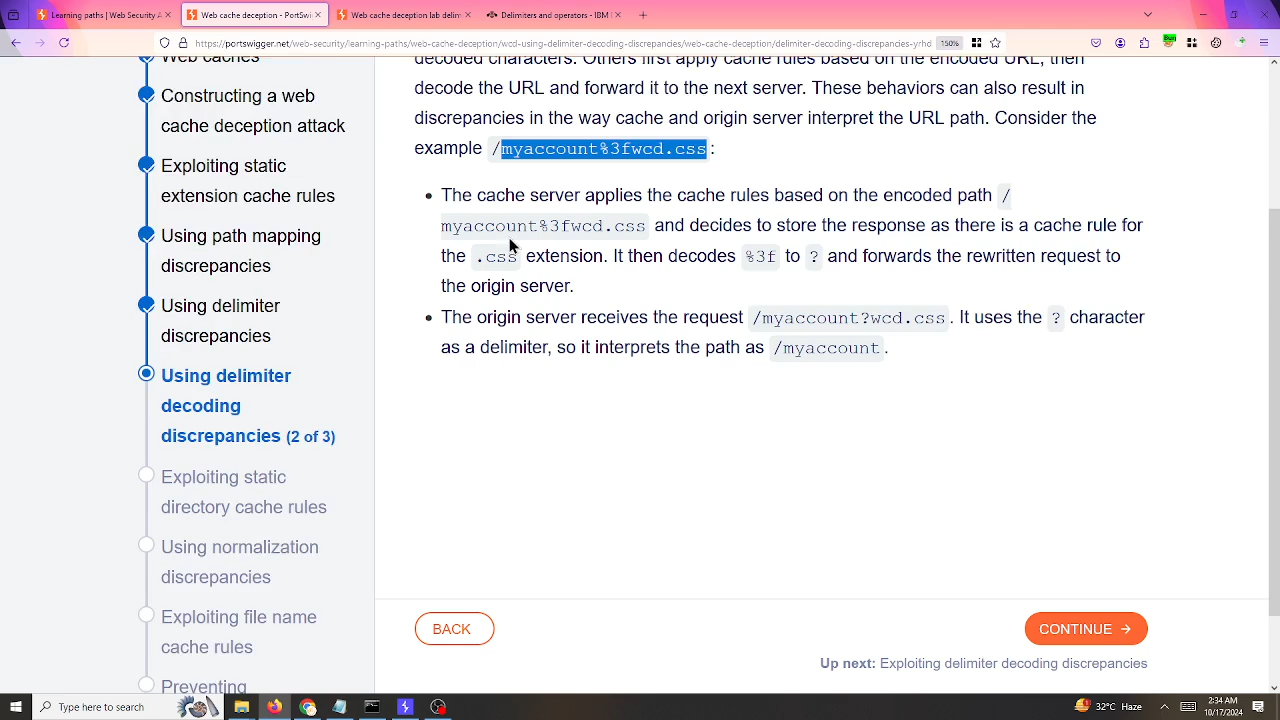 Learning paths | Web Security A
Web cache deception - PortSwi
Web cache deception lab delim
Delimiters and operators - IBM
https://portswigger.net/web-security/learning-paths/web-cache-deception/wcd-using-delimiter-decoding-discrepancies/web-cache-deception/delimiter-decoding-discrepancies-yrhd
150%
Web caches
Constructing a web
cache deception attack
Exploiting static
extension cache rules
Using path mapping
discrepancies
Using delimiter
discrepancies
Using delimiter
decoding
discrepancies (2 of 3)
Exploiting static
directory cache rules
Using normalization
discrepancies
Exploiting file name
cache rules
Preventing
decoded characters. Others first apply cache rules based on the encoded URL, then
decode the URL and forward it to the next server. These behaviors can also result in
discrepancies in the way cache and origin server interpret the URL path. Consider the
example /myaccount%3fwcd.css:
The cache server applies the cache rules based on the encoded path /
myaccount%3fwcd.css and decides to store the response as there is a cache rule for
the .css extension. It then decodes %3f to ? and forwards the rewritten request to
the origin server.
The origin server receives the request /myaccount?wcd.css. It uses the ? character
as a delimiter, so it interprets the path as /myaccount.
BACK
CONTINUE →
Up next: Exploiting delimiter decoding discrepancies
Type here to search
32°C Haze
2:34 AM
10/17/2024